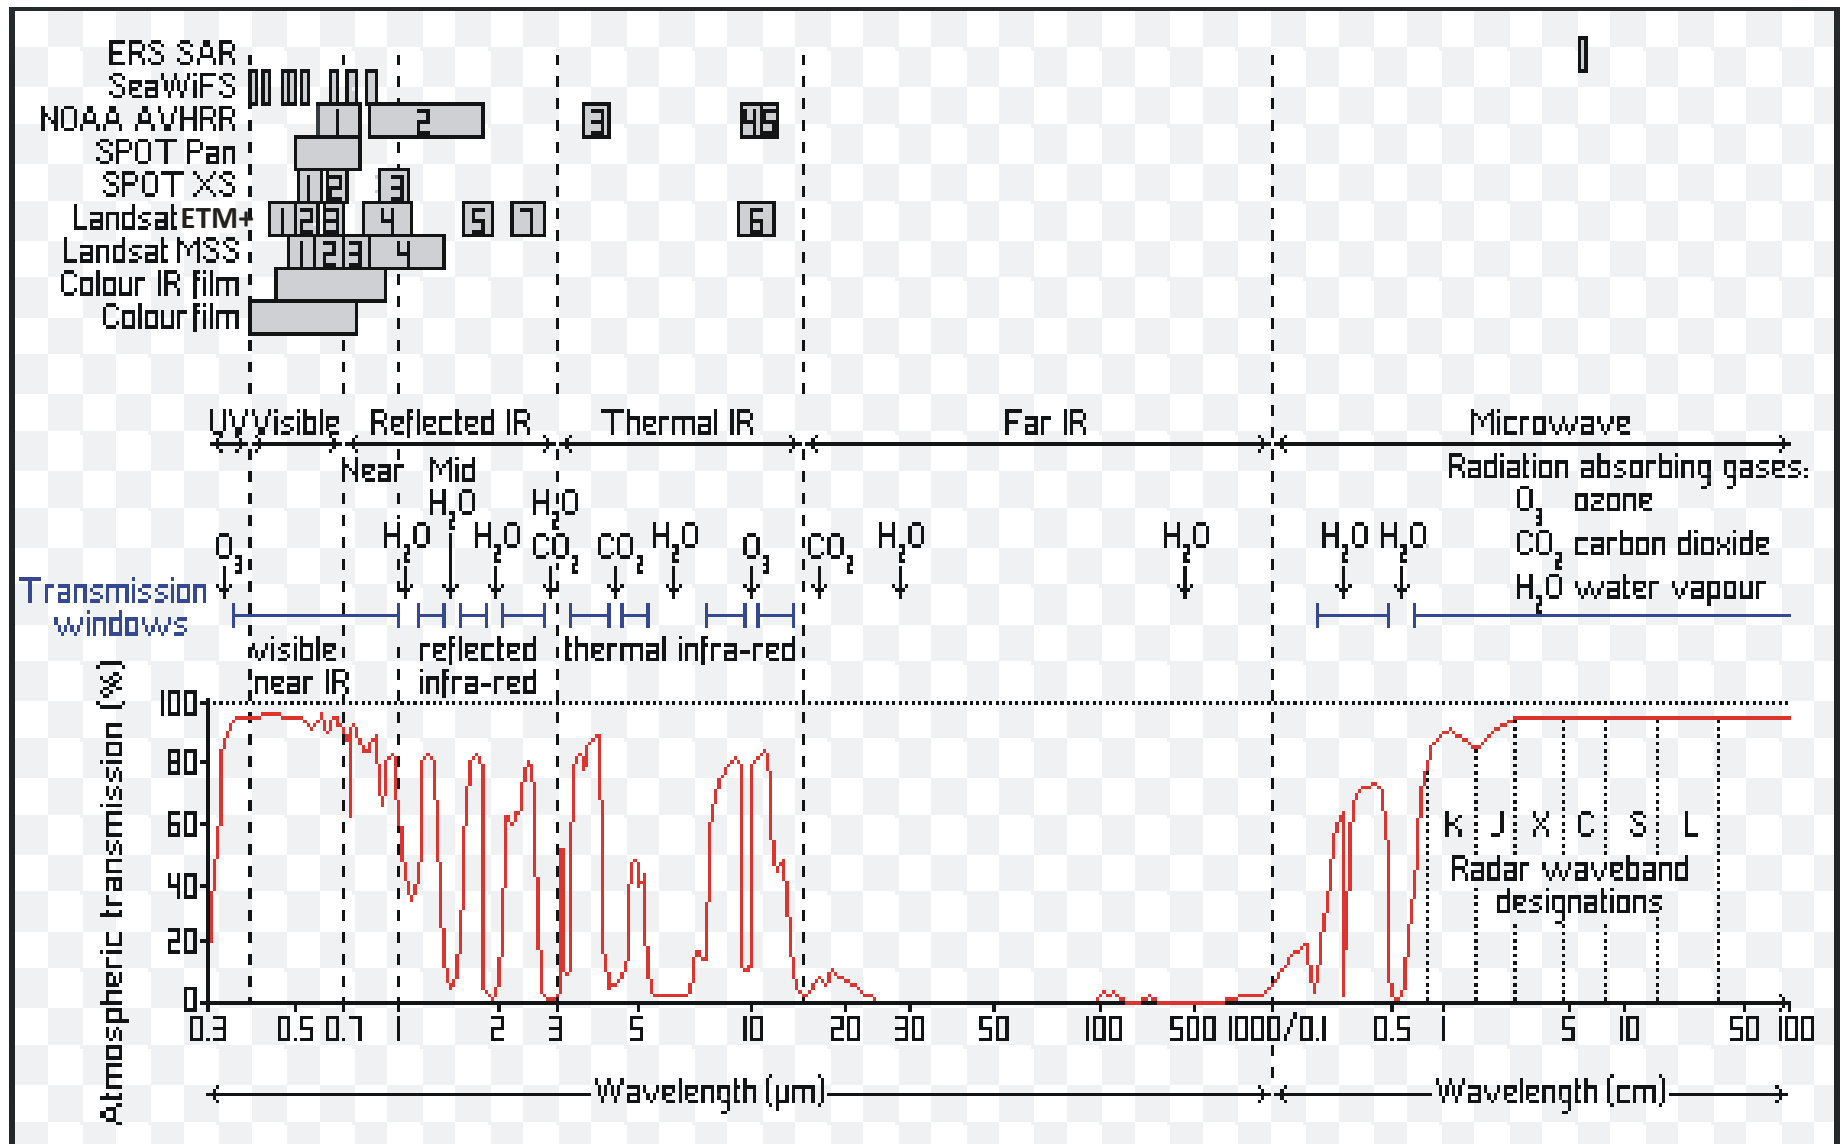 ERS SAR
SeaWiFS
NOAA AVHRR 1 2 3 4 5
SPOT Pan
SPOT XS 1 2 3
Landsat ETM+ 1 2 3 4 5 7 6
Landsat MSS 1 2 3 4
Colour IR film
Colour film
UV Visible Reflected IR Thermal IR Far IR Microwave
Near Mid
Radiation absorbing gases:
O3 ozone
CO2 carbon dioxide
H2O water vapour
H2O H2O
O3 H2O H2O CO2 CO2 H2O O3 CO2 H2O H2O H2O H2O
Transmission
windows
visible
near IR
reflected
infra-red
thermal infra-red
Atmospheric transmission (%)
100
80
60
40
20
0
K J X C S L
Radar waveband
designations
0.3 0.5 0.7 1 2 3 5 10 20 30 50 100 500 1000/0.1 0.5 1 5 10 50 100
Wavelength (µm) Wavelength (cm)